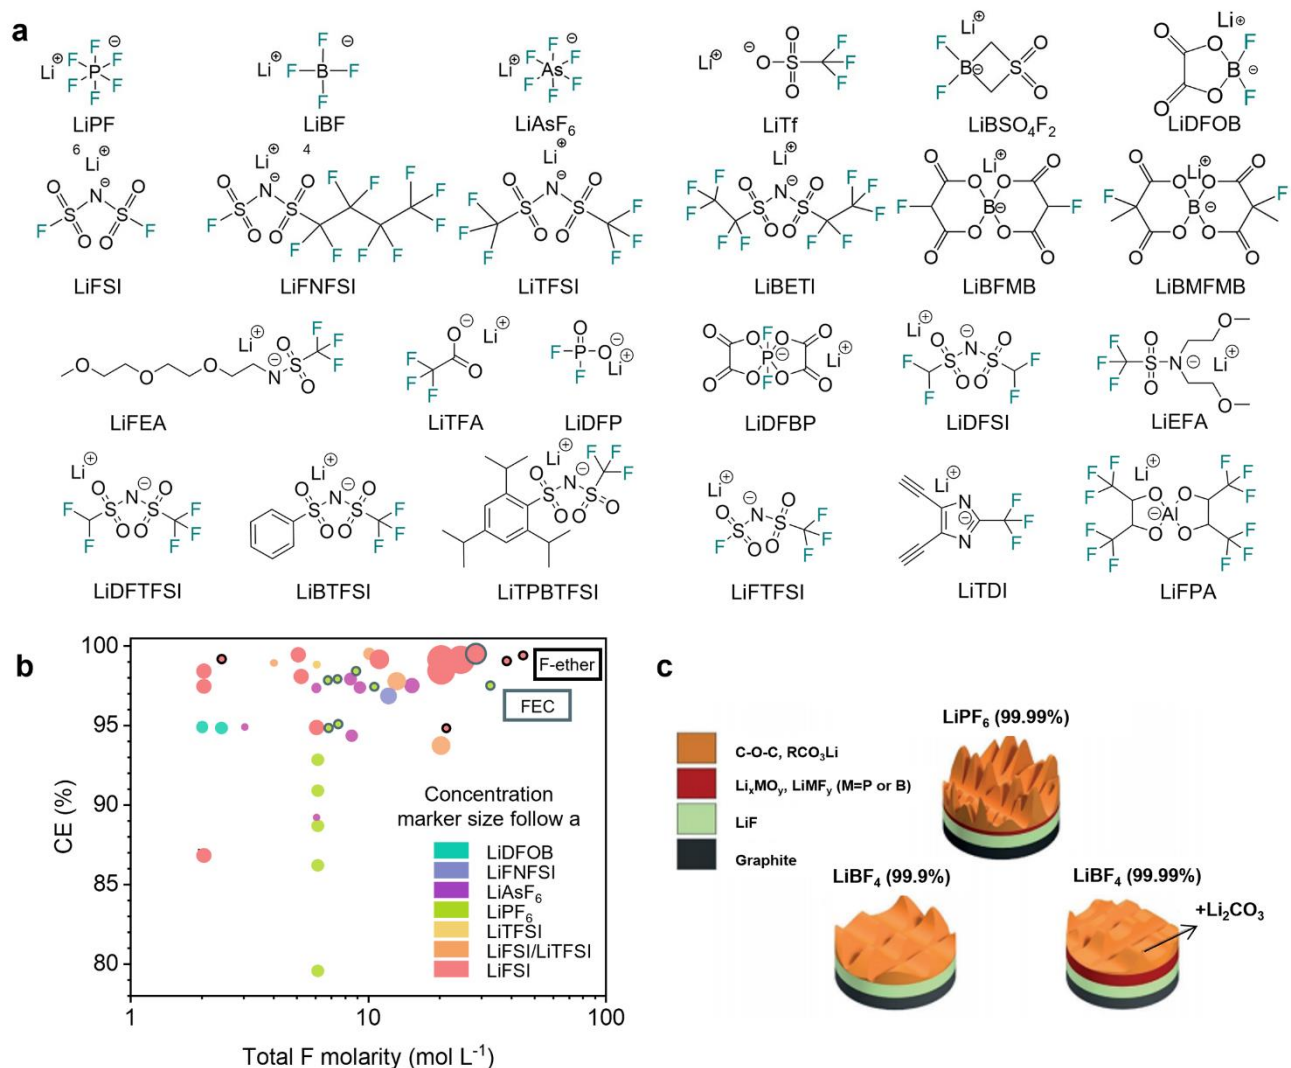 a
LiPF
6
LiBF
4
LiAsF6
LiTf
LiBSO4F2
LiDFOB
LiFSI
LiFNFSI
LiTFSI
LiBETI
LiBFMB
LiBMFMB
LiFEA
LiTFA
LiDFP
LiDFBP
LiDFSI
LiEFA
LiDFTFSI
LiBTFSI
LiTPBTFSI
LiFTFSI
LiTDI
LiFPA
b
CE (%)
100
95
90
85
80
F-ether
FEC
Concentration
marker size follow a
LiDFOB
LiFNFSI
LiAsF6
LiPF6
LiTFSI
LiFSI/LiTFSI
LiFSI
1
10
100
Total F molarity (mol L-1)
c
C-O-C, RCO3Li
LixMOy, LiMFy (M=P or B)
LiF
Graphite
LiPF6 (99.99%)
LiBF4 (99.9%)
LiBF4 (99.99%)
+Li2CO3